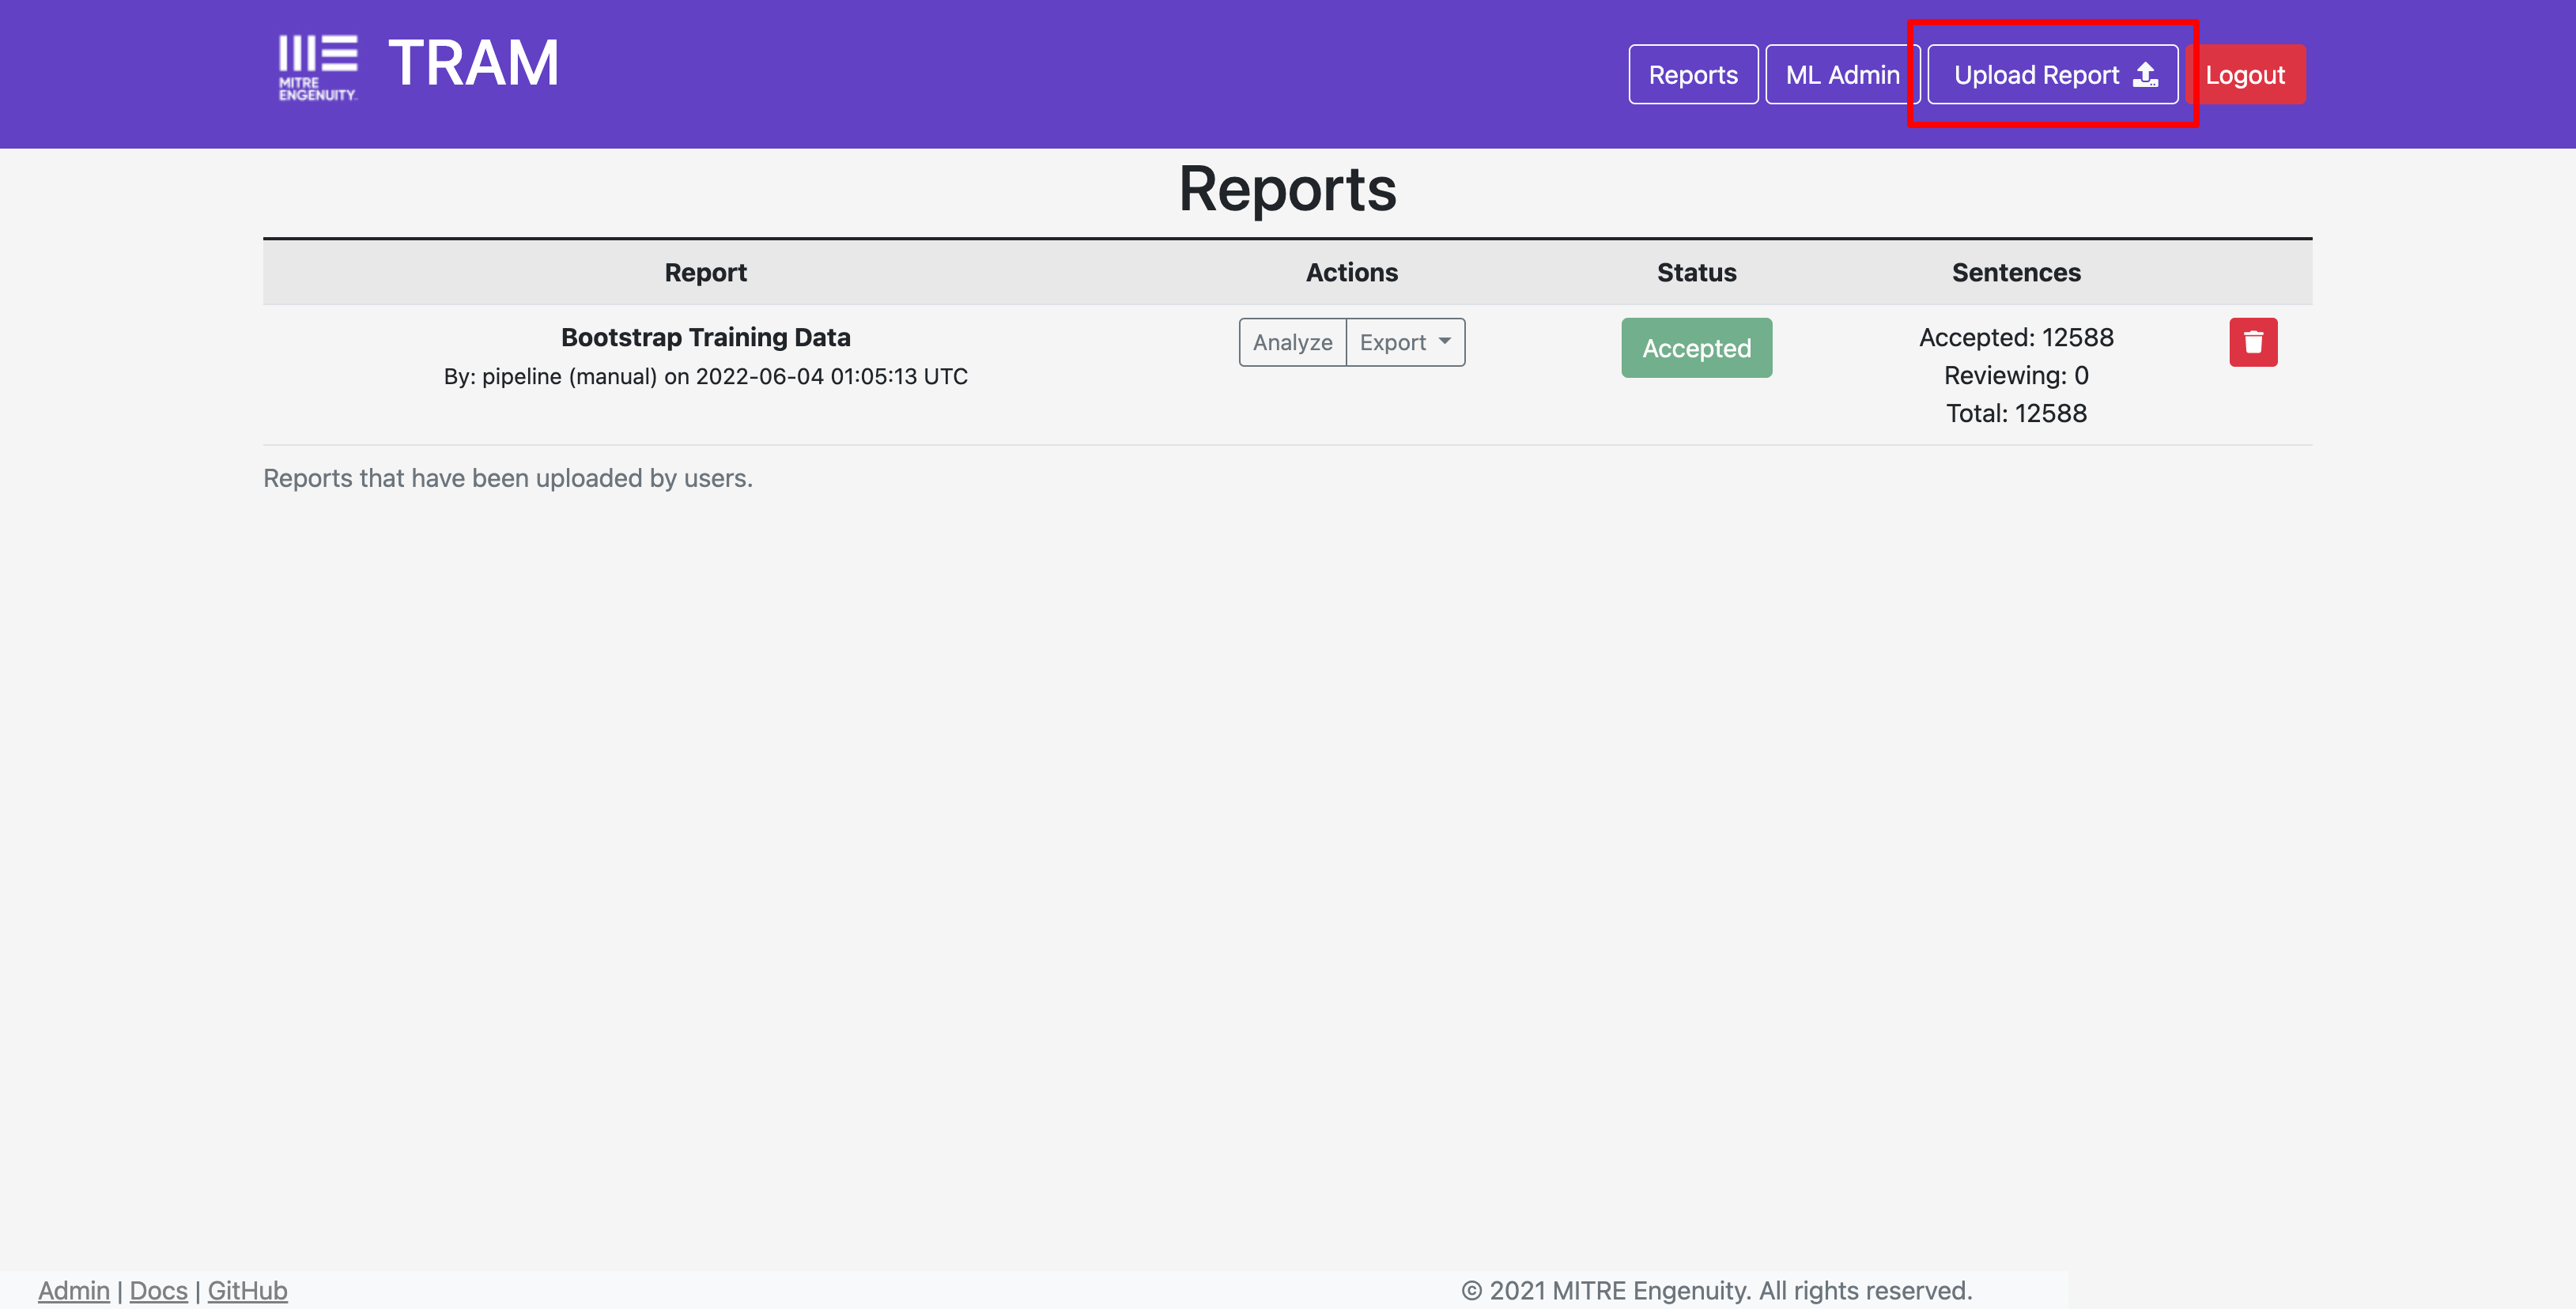 MITRE
ENGENUITY
TRAM
Reports
ML Admin
Upload Report
Logout
Reports
Report Actions Status Sentences
Bootstrap Training Data
By: pipeline (manual) on 2022-06-04 01:05:13 UTC
Analyze Export
Accepted
Accepted: 12588
Reviewing: 0
Total: 12588
Reports that have been uploaded by users.
Admin | Docs | GitHub
© 2021 MITRE Engenuity. All rights reserved.